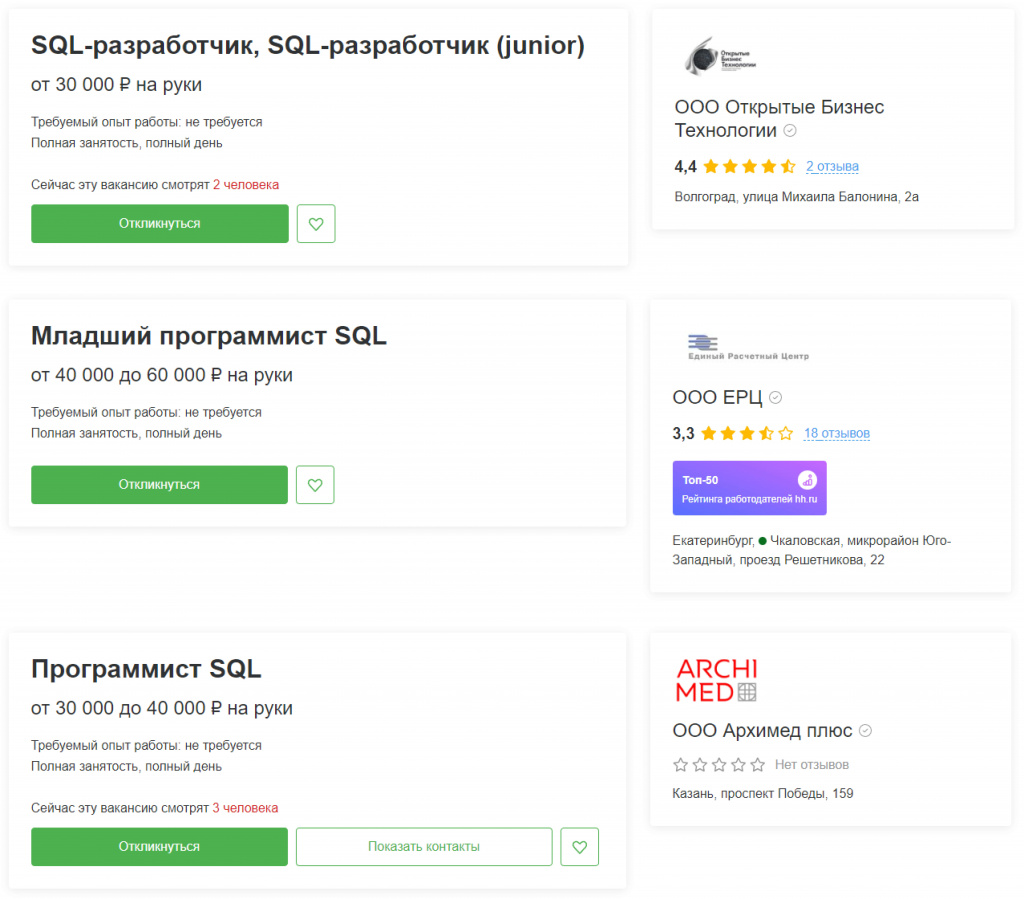 SQL-разработчик, SQL-разработчик (junior)
от 30 000 ₽ на руки
Требуемый опыт работы: не требуется
Полная занятость, полный день
Сейчас эту вакансию смотрят 2 человека
Откликнуться
Открытые
Бизнес
Технологии
ООО Открытые Бизнес
Технологии
4,4 2 отзыва
Волгоград, улица Михаила Балонина, 2а
Младший программист SQL
от 40 000 до 60 000 ₽ на руки
Требуемый опыт работы: не требуется
Полная занятость, полный день
Откликнуться
Единый Расчетный Центр
ООО ЕРЦ
3,3 18 отзывов
Топ-50
Рейтинга работодателей hh.ru
Екатеринбург, Чкаловская, микрорайон Юго-
Западный, проезд Решетникова, 22
Программист SQL
от 30 000 до 40 000 ₽ на руки
Требуемый опыт работы: не требуется
Полная занятость, полный день
Сейчас эту вакансию смотрят 3 человека
Откликнуться
Показать контакты
ARCHI
MED
ООО Архимед плюс
Нет отзывов
Казань, проспект Победы, 159